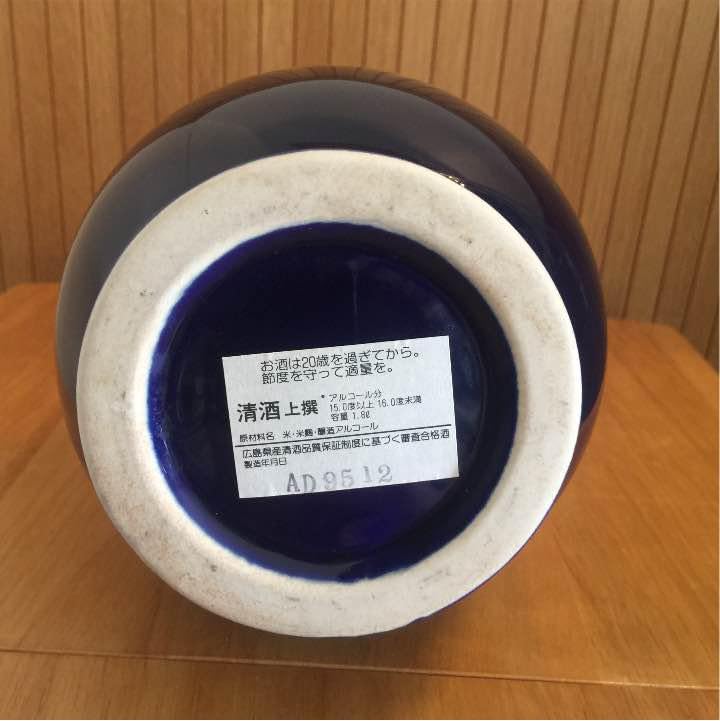 お酒は20歳を過ぎてから。
節度を守って適量を。
清酒上撰
アルコール分
15.0度以上16.0度未満
容量 1.8ℓ
原材料名 米・米麹・醸造アルコール
広島県産清酒品質保証制度に基づく審査合格酒
製造年月日
AD9512